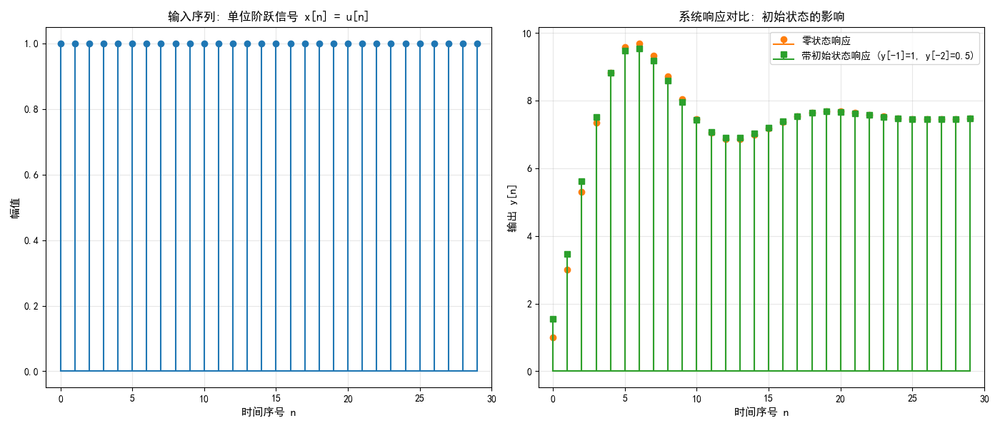 输入序列: 单位阶跃信号 x[n] = u[n]
幅值
1.0
0.8
0.6
0.4
0.2
0.0
0 5 10 15 20 25 30
时间序号 n
系统响应对比: 初始状态的影响
零状态响应
带初始状态响应 (y[-1]=1, y[-2]=0.5)
输出 y[n]
10
8
6
4
2
0
0 5 10 15 20 25 30
时间序号 n